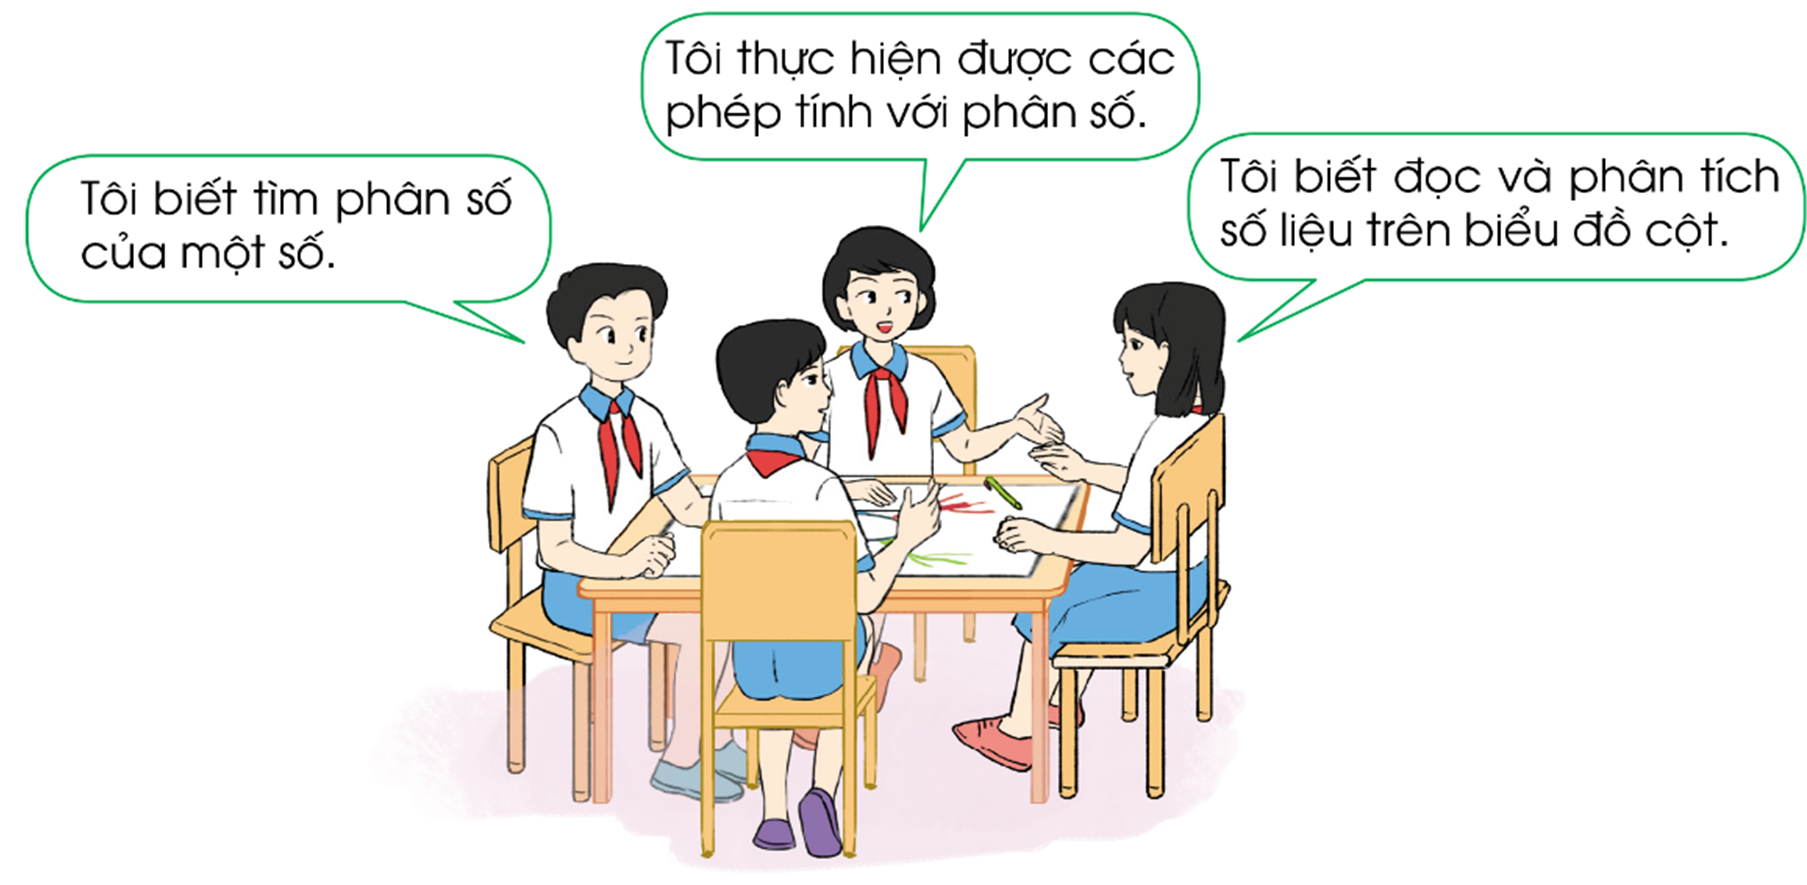 Tôi thực hiện được các
phép tính với phân số.
Tôi biết tìm phân số
của một số.
Tôi biết đọc và phân tích
số liệu trên biểu đồ cột.